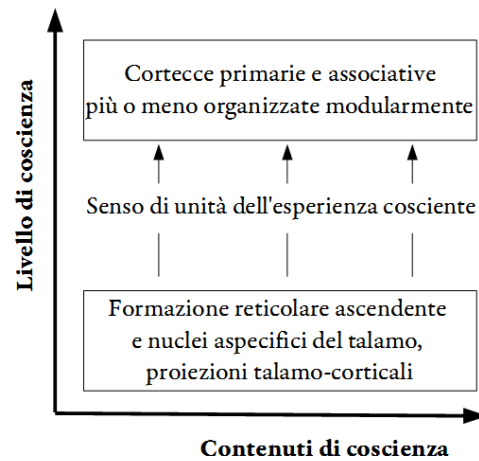 Livello di coscienza
Cortecce primarie e associative
più o meno organizzate modularmente
Senso di unità dell'esperienza cosciente
Formazione reticolare ascendente
e nuclei aspecifici del talamo,
proiezioni talamo-corticali
Contenuti di coscienza